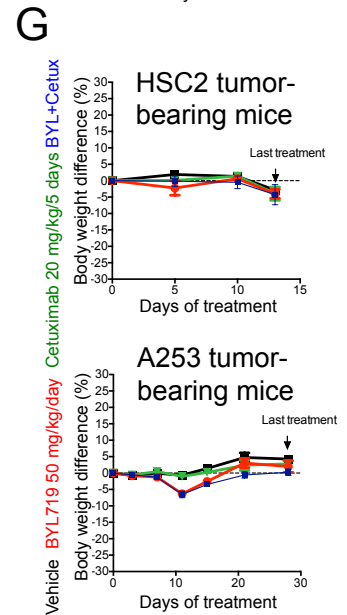 G
Vehicle BYL719 50 mg/kg/day Cetuximab 20 mg/kg/5 days BYL+Cetux
HSC2 tumor-
bearing mice
Last treatment
Body weight difference (%)
30
25
20
15
10
5
0
-5
-10
-15
-20
-25
-30
0 5 10 15
Days of treatment
A253 tumor-
bearing mice
Last treatment
Body weight difference (%)
30
25
20
15
10
5
0
-5
-10
-15
-20
-25
-30
0 10 20 30
Days of treatment